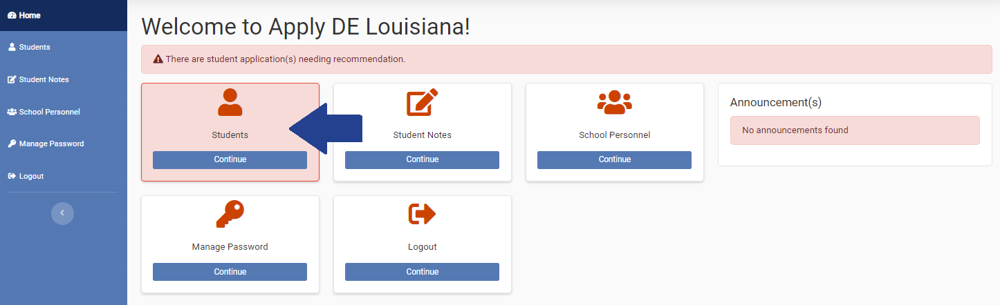 Home
Students
Student Notes
School Personnel
Manage Password
Logout
Welcome to Apply DE Louisiana!
There are student application(s) needing recommendation.
Students
Continue
Student Notes
Continue
School Personnel
Continue
Announcement(s)
No announcements found
Manage Password
Continue
Logout
Continue